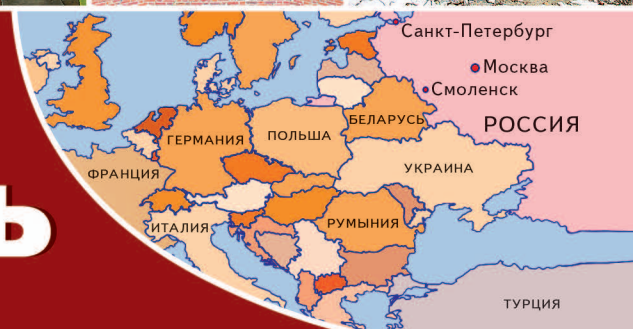 Санкт-Петербург
Москва
Смоленск
РОССИЯ
БЕЛАРУСЬ
ПОЛЬША
ГЕРМАНИЯ
УКРАИНА
ФРАНЦИЯ
РУМЫНИЯ
ИТАЛИЯ
ТУРЦИЯ
Ь